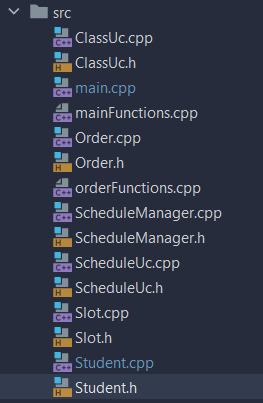 src
ClassUc.cpp
ClassUc.h
main.cpp
mainFunctions.cpp
Order.cpp
Order.h
orderFunctions.cpp
ScheduleManager.cpp
ScheduleManager.h
ScheduleUc.cpp
ScheduleUc.h
Slot.cpp
Slot.h
Student.cpp
Student.h